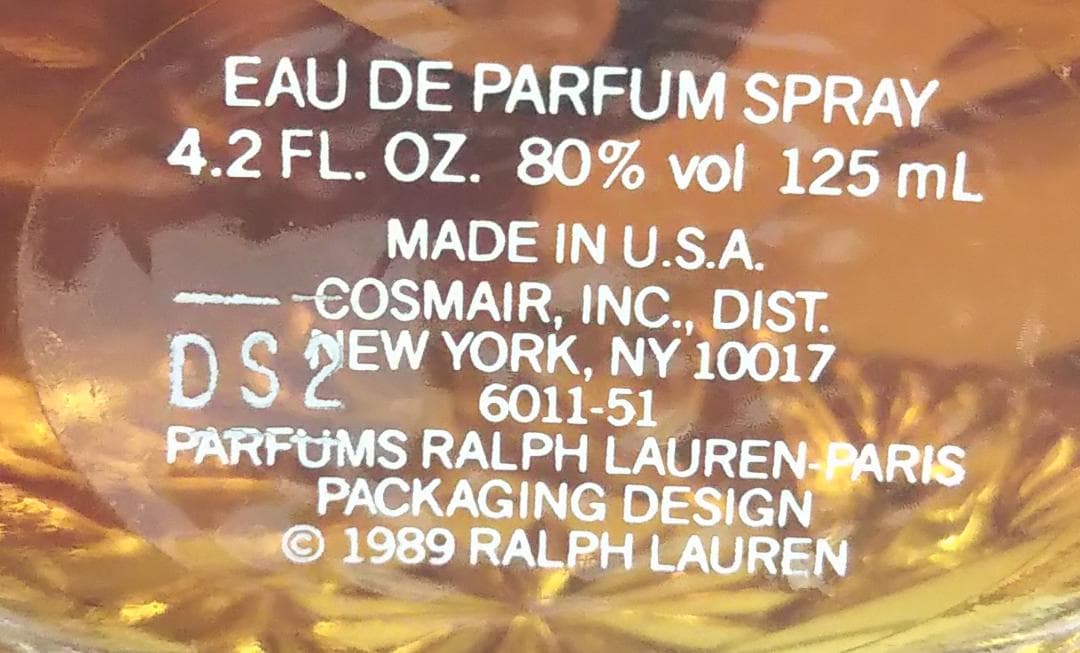 EAU DE PARFUM SPRAY
4.2 FL. OZ. 80% vol 125 mL
MADE IN U.S.A.
COSMAIR, INC., DIST.
NEW YORK, NY 10017
DS2
6011-51
PARFUMS RALPH LAUREN-PARIS
PACKAGING DESIGN
© 1989 RALPH LAUREN